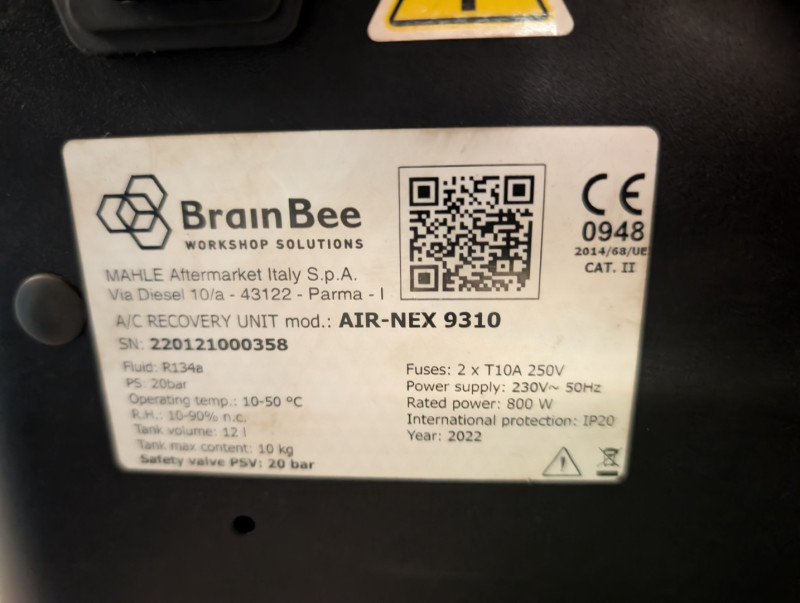 BrainBee
WORKSHOP SOLUTIONS
MAHLE Aftermarket Italy S.p.A.
Via Diesel 10/a - 43122 - Parma - I
CE
0948
2014/68/UE
CAT. II
A/C RECOVERY UNIT mod.: AIR-NEX 9310
SN: 220121000358
Fluid: R134a
PS: 20bar
Operating temp.: 10-50 °C
R.H.: 10-90% n.c.
Tank volume: 12 l
Tank max content: 10 kg
Safety valve PSV: 20 bar
Fuses: 2 x T10A 250V
Power supply: 230V~ 50Hz
Rated power: 800 W
International protection: IP20
Year: 2022